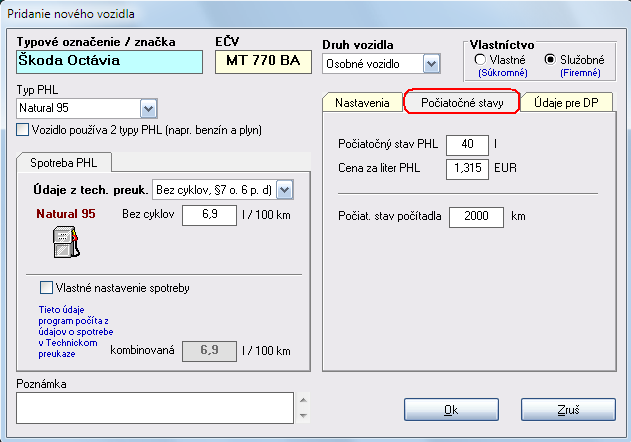 Pridanie nového vozidla
Typové označenie / značka
EČV
Druh vozidla
Vlastníctvo
Škoda Octávia
MT 770 BA
Osobné vozidlo
Vlastné
(Súkromné)
Služobné
(Firemné)
Typ PHL
Natural 95
Vozidlo používa 2 typy PHL (napr. benzín a plyn)
Spotreba PHL
Údaje z tech. preuk.
Bez cyklov, §7 o. 6 p. d)
Natural 95
Bez cyklov
6,9
l / 100 km
Vlastné nastavenie spotreby
Tieto údaje
program počíta z
údajov o spotrebe
v Technickom
preukaze
kombinovaná
6,9
l / 100 km
Nastavenia
Počiatočné stavy
Údaje pre DP
Počiatočný stav PHL
40
l
Cena za liter PHL
1,315
EUR
Počiat. stav počítadla
2000
km
Poznámka
Ok
Zruš